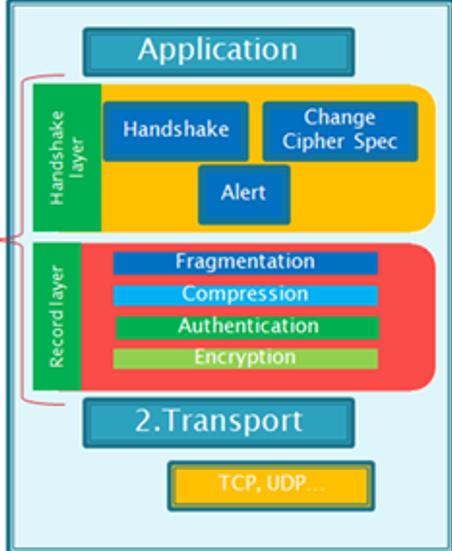 Application
Handshake
layer
Handshake
Change
Cipher Spec
Alert
Record layer
Fragmentation
Compression
Authentication
Encryption
2.Transport
TCP, UDP...